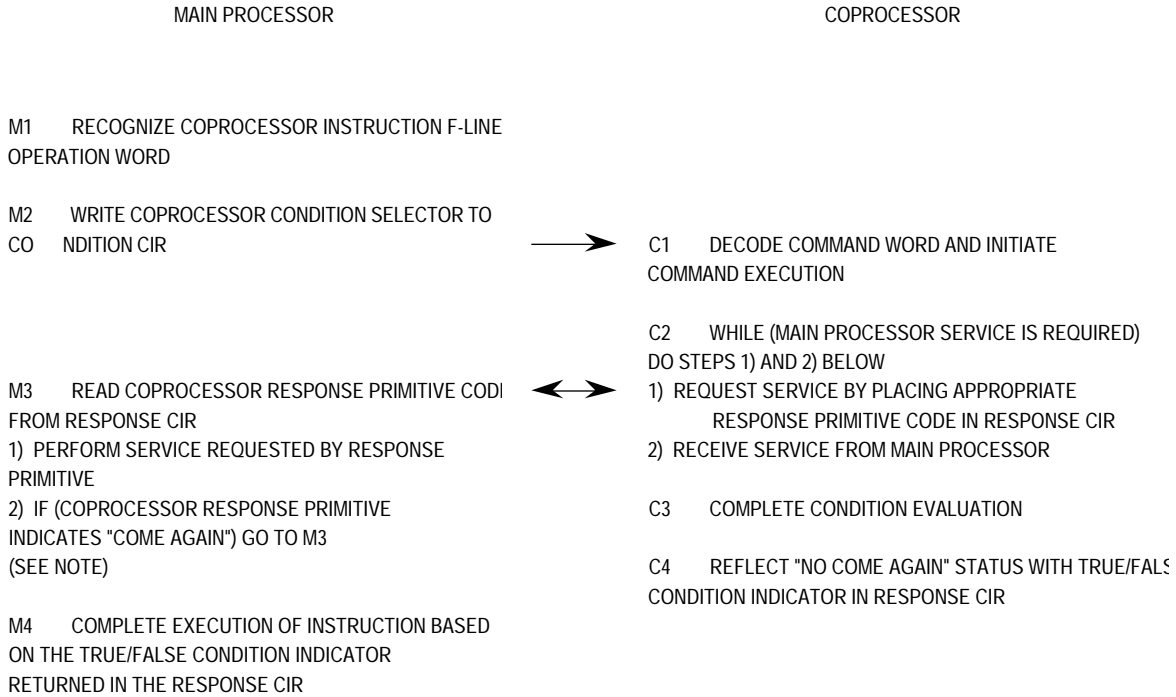 MAIN PROCESSOR
COPROCESSOR
M1 RECOGNIZE COPROCESSOR INSTRUCTION F-LINE
OPERATION WORD
M2 WRITE COPROCESSOR CONDITION SELECTOR TO
CO NDITION CIR
C1 DECODE COMMAND WORD AND INITIATE
COMMAND EXECUTION
C2 WHILE (MAIN PROCESSOR SERVICE IS REQUIRED)
DO STEPS 1) AND 2) BELOW
M3 READ COPROCESSOR RESPONSE PRIMITIVE COD
FROM RESPONSE CIR
1) PERFORM SERVICE REQUESTED BY RESPONSE
PRIMITIVE
2) IF (COPROCESSOR RESPONSE PRIMITIVE
INDICATES "COME AGAIN") GO TO M3
(SEE NOTE)
1) REQUEST SERVICE BY PLACING APPROPRIATE
RESPONSE PRIMITIVE CODE IN RESPONSE CIR
2) RECEIVE SERVICE FROM MAIN PROCESSOR
C3 COMPLETE CONDITION EVALUATION
C4 REFLECT "NO COME AGAIN" STATUS WITH TRUE/FALS
CONDITION INDICATOR IN RESPONSE CIR
M4 COMPLETE EXECUTION OF INSTRUCTION BASED
ON THE TRUE/FALSE CONDITION INDICATOR
RETURNED IN THE RESPONSE CIR